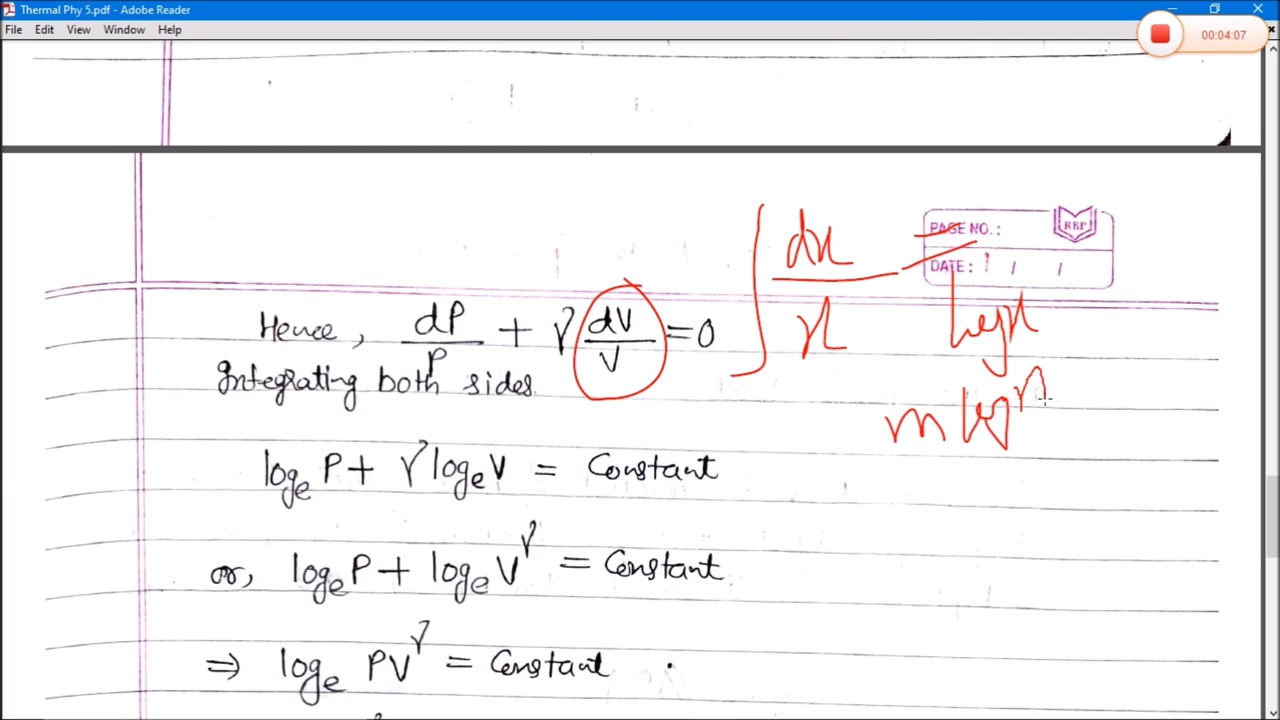 Thermal Phy 5.pdf - Adobe Reader
File Edit View Window Help
00:04:07
PAGE NO.:
RBP
DATE: / /
∫ dx/x =
log x
m log n
Hence, dP/P + γ dV/V = 0
Integrating both sides.
logₑ P + γ logₑ V = Constant
or, logₑ P + logₑ V^γ = Constant.
⇒ logₑ PV^γ = Constant .